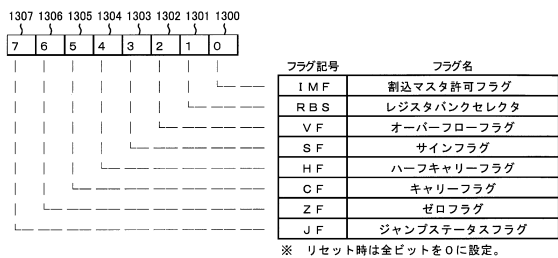 1307 1306 1305 1304 1303 1302 1301 1300
7 6 5 4 3 2 1 0
フラグ記号 フラグ名
IMF 割込マスタ許可フラグ
RBS レジスタバンクセレクタ
VF オーバーフローフラグ
SF サインフラグ
HF ハーフキャリーフラグ
CF キャリーフラグ
ZF ゼロフラグ
JF ジャンプステータスフラグ
※ リセット時は全ビットを0に設定。